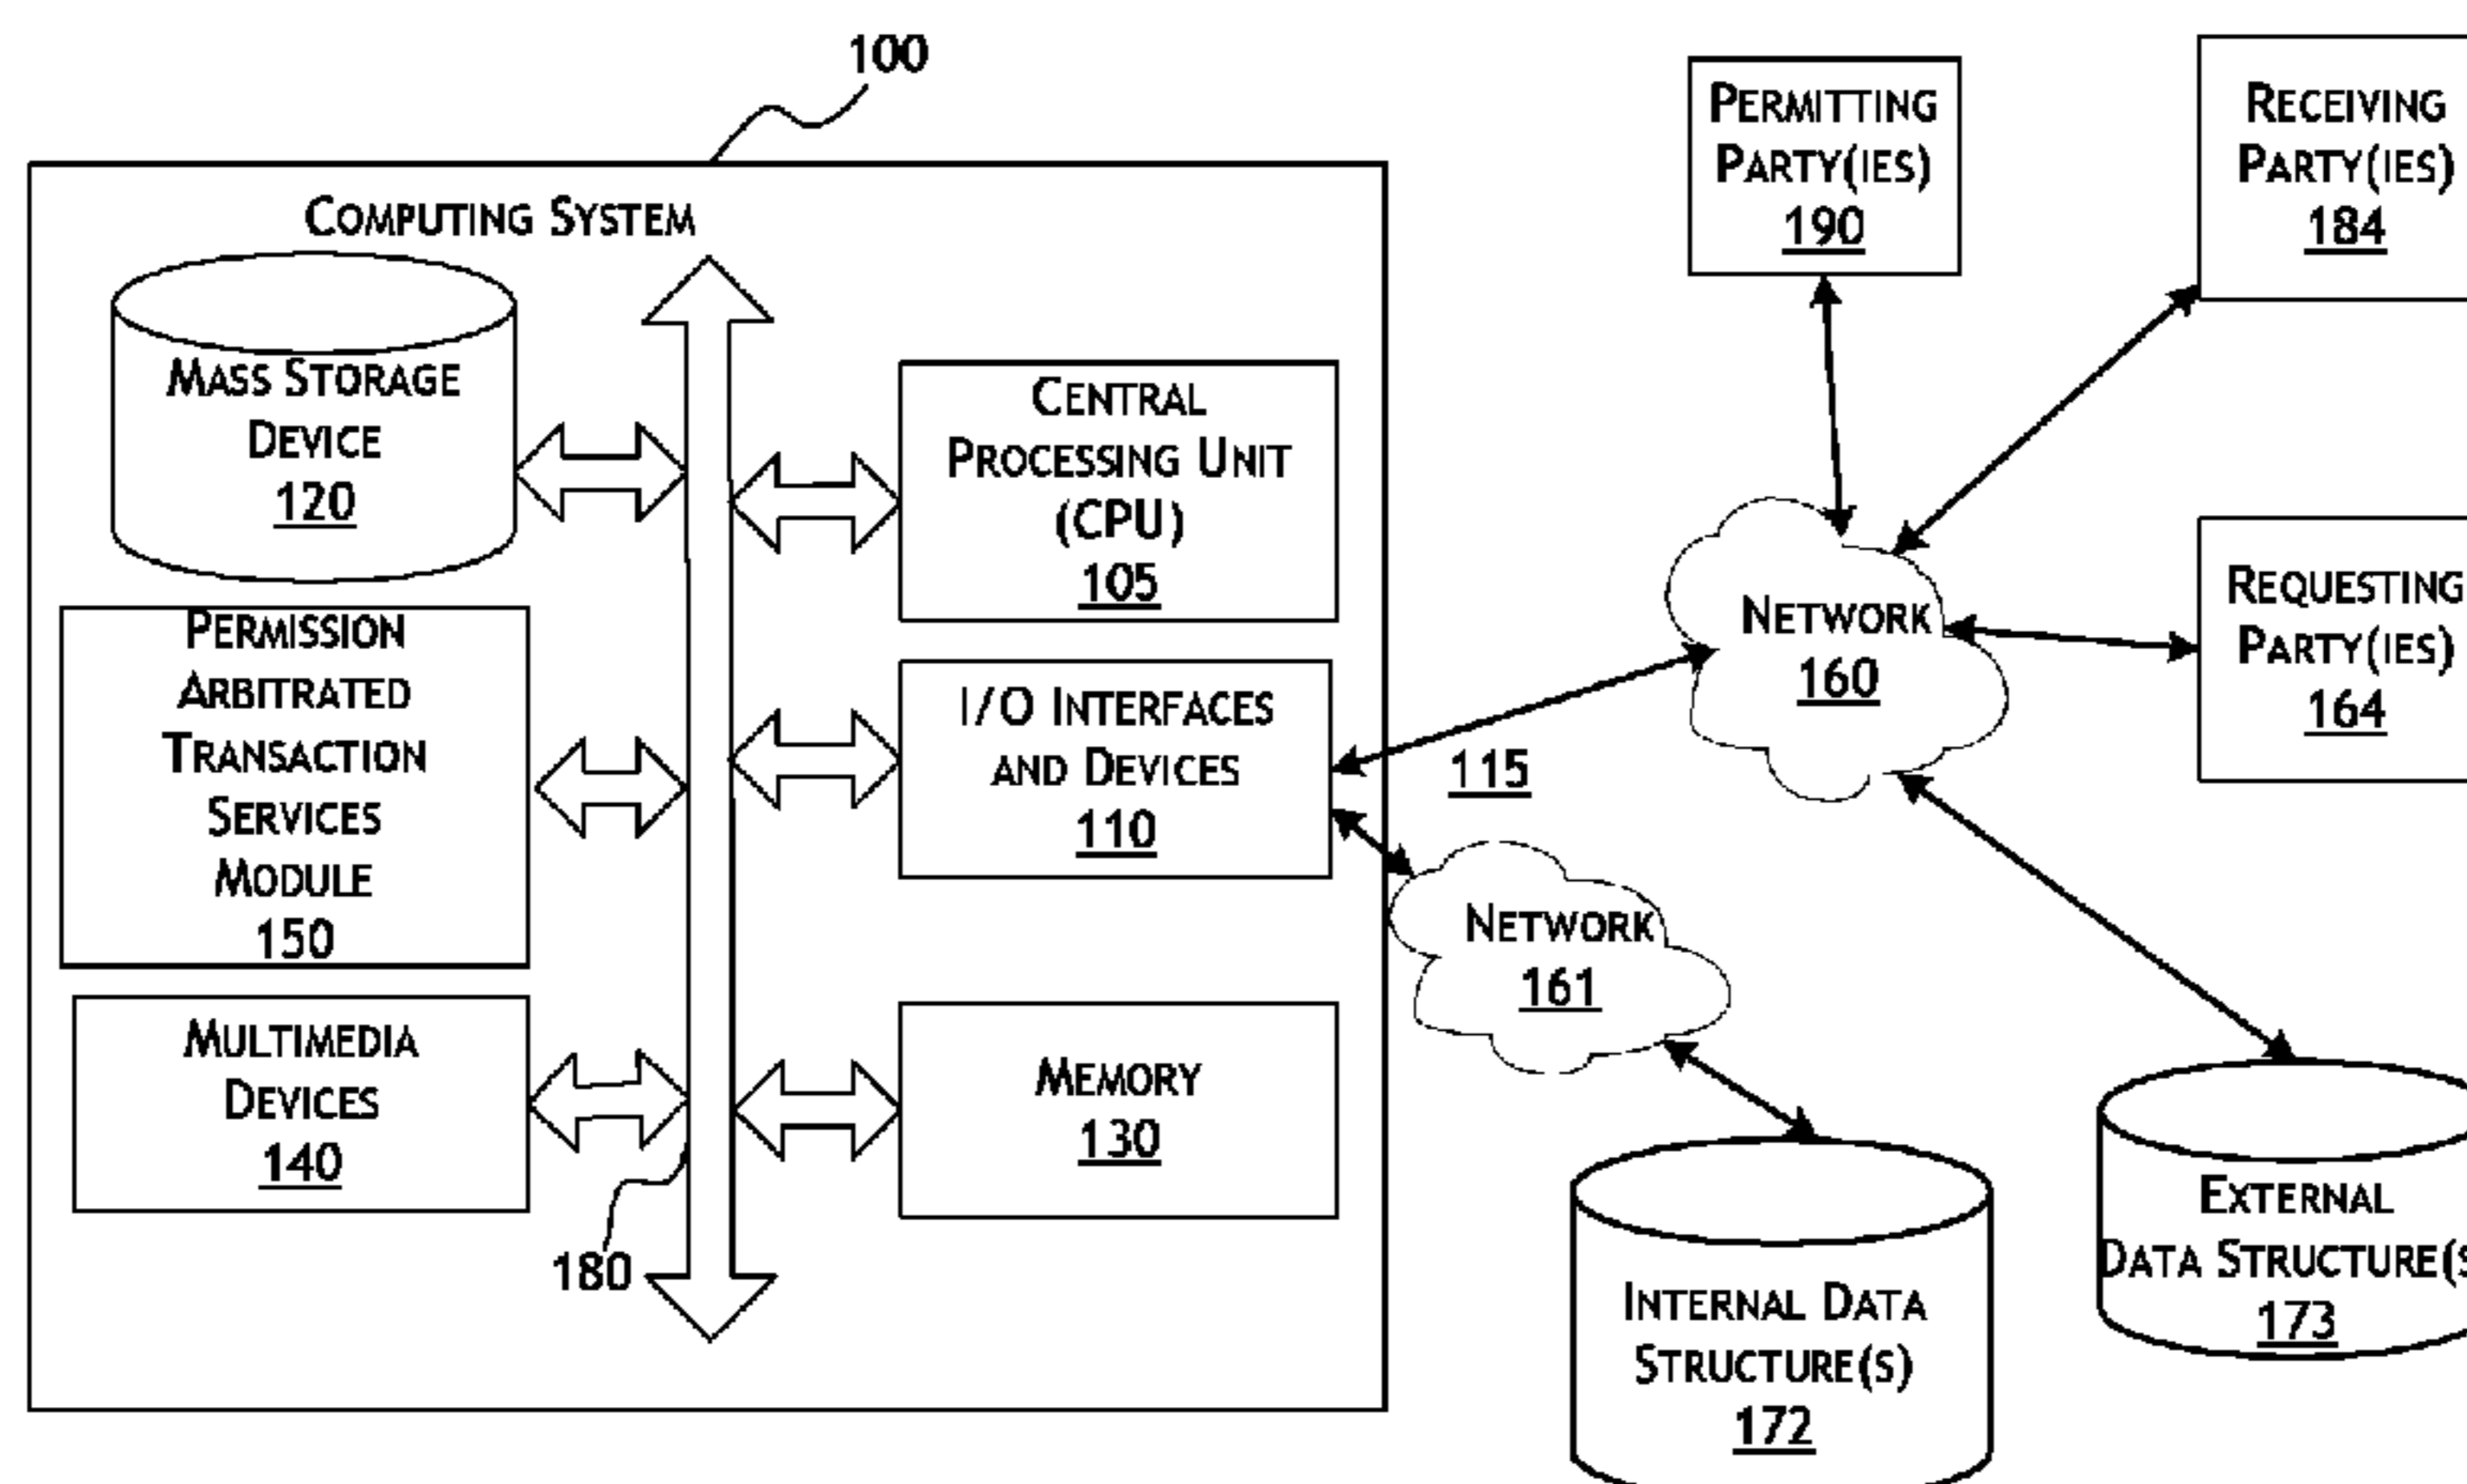 100
COMPUTING SYSTEM
MASS STORAGE
DEVICE
120
PERMISSION
ARBITRATED
TRANSACTION
SERVICES
MODULE
150
MULTIMEDIA
DEVICES
140
180
CENTRAL
PROCESSING UNIT
(CPU)
105
I/O INTERFACES
AND DEVICES
110
MEMORY
130
115
PERMITTING
PARTY(IES)
190
RECEIVING
PARTY(IES)
184
NETWORK
160
REQUESTING
PARTY(IES)
164
NETWORK
161
INTERNAL DATA
STRUCTURE(S)
172
EXTERNAL
DATA STRUCTURE(S
173